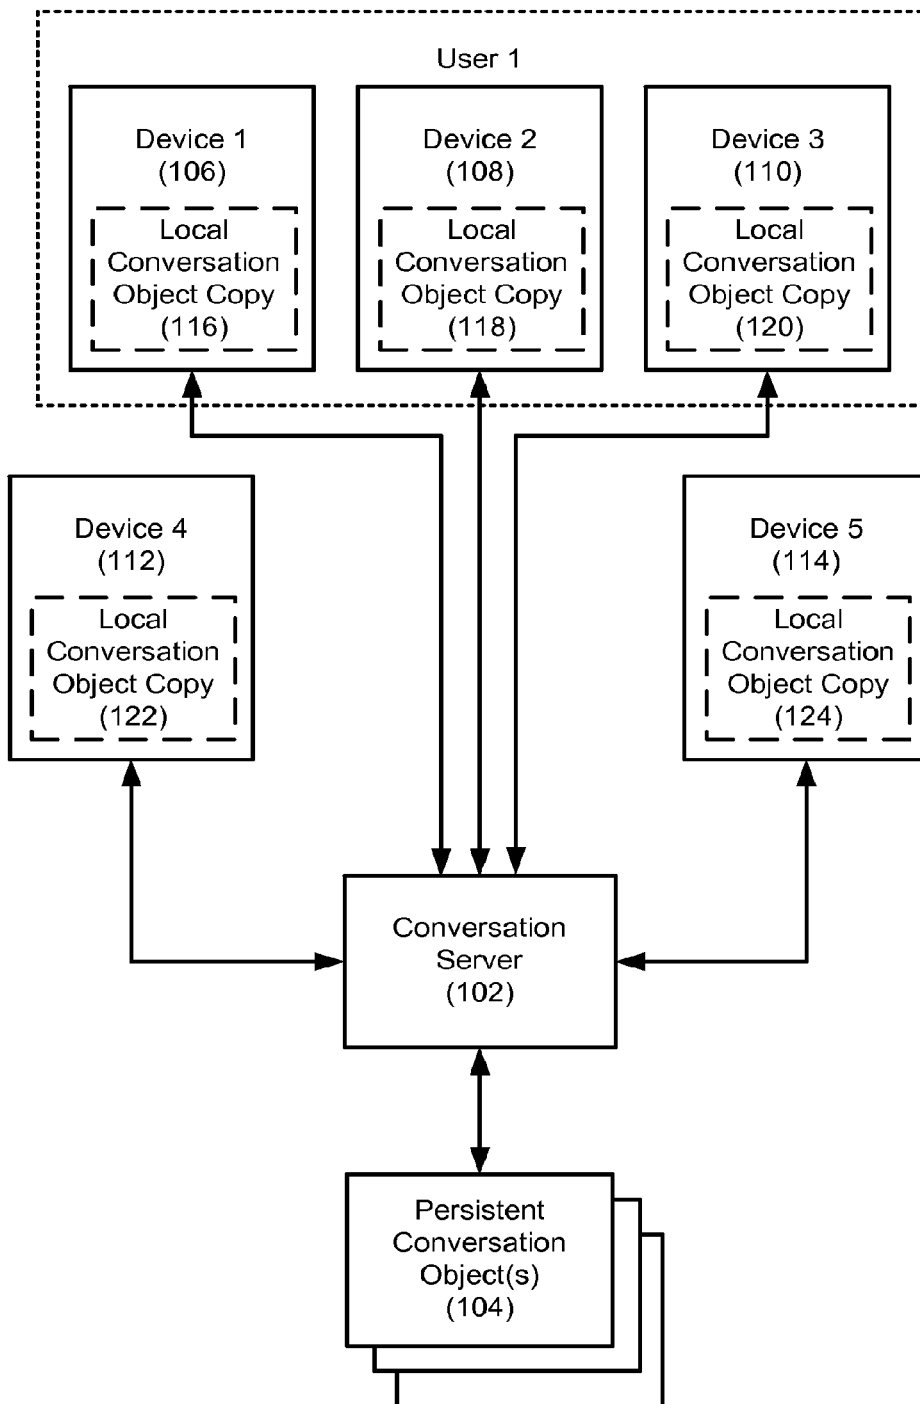 User 1
Device 1
(106)
Local
Conversation
Object Copy
(116)
Device 2
(108)
Local
Conversation
Object Copy
(118)
Device 3
(110)
Local
Conversation
Object Copy
(120)
Device 4
(112)
Local
Conversation
Object Copy
(122)
Device 5
(114)
Local
Conversation
Object Copy
(124)
Conversation
Server
(102)
Persistent
Conversation
Object(s)
(104)